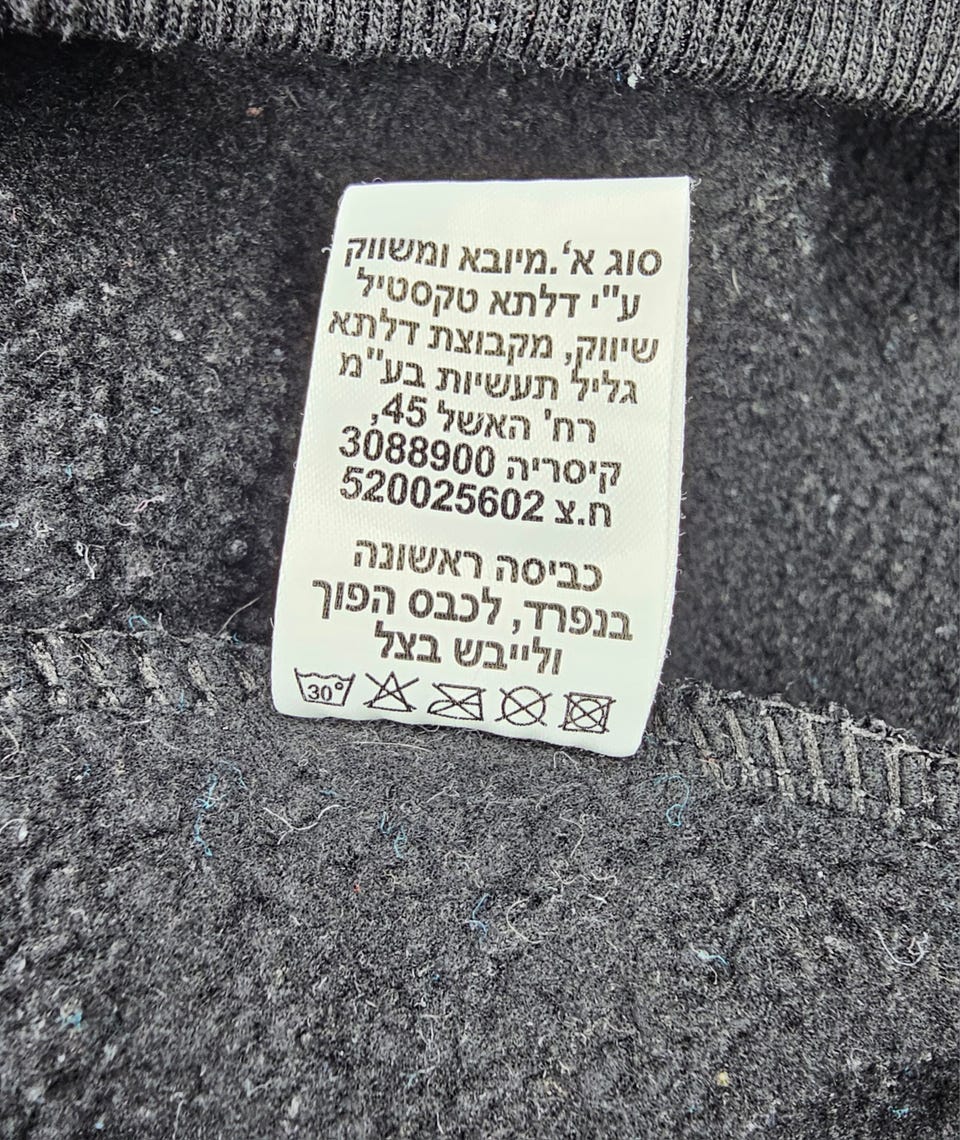 סוג א'.מיובא ומשווק
ע"י דלתא טקסטיל
שיווק, מקבוצת דלתא
גליל תעשיות בע"מ
רח' האשל 45,
קיסריה 3088900
ח.צ 520025602
כביסה ראשונה
בנפרד, לכבס הפוך
ולייבש בצל
30°